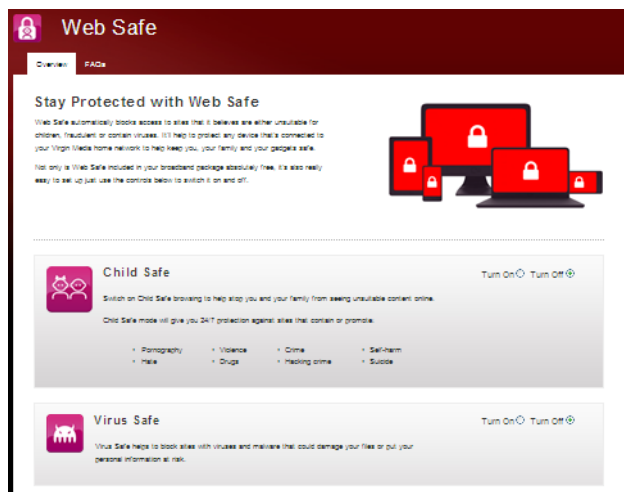 Web Safe
Overview FAQs
Stay Protected with Web Safe
Web Safe automatically blocks access to sites that it believes are either unsuitable for
children, fraudulent or contain viruses. It'll help to protect any device that's connected to
your Virgin Media home network to help keep you, your family and your gadgets safe.
Not only is Web Safe included in your broadband package absolutely free, it's also really
easy to set up just use the controls below to switch it on and off.
Child Safe
Turn On Turn Off
Switch on Child Safe browsing to help stop you and your family from seeing unsuitable content online.
Child Safe mode will give you 24/7 protection against sites that contain or promote:
• Pornography • Violence • Crime • Self-harm
• Hate • Drugs • Hacking crime • Suicide
Virus Safe
Turn On Turn Off
Virus Safe helps to block sites with viruses and malware that could damage your files or put your
personal information at risk.